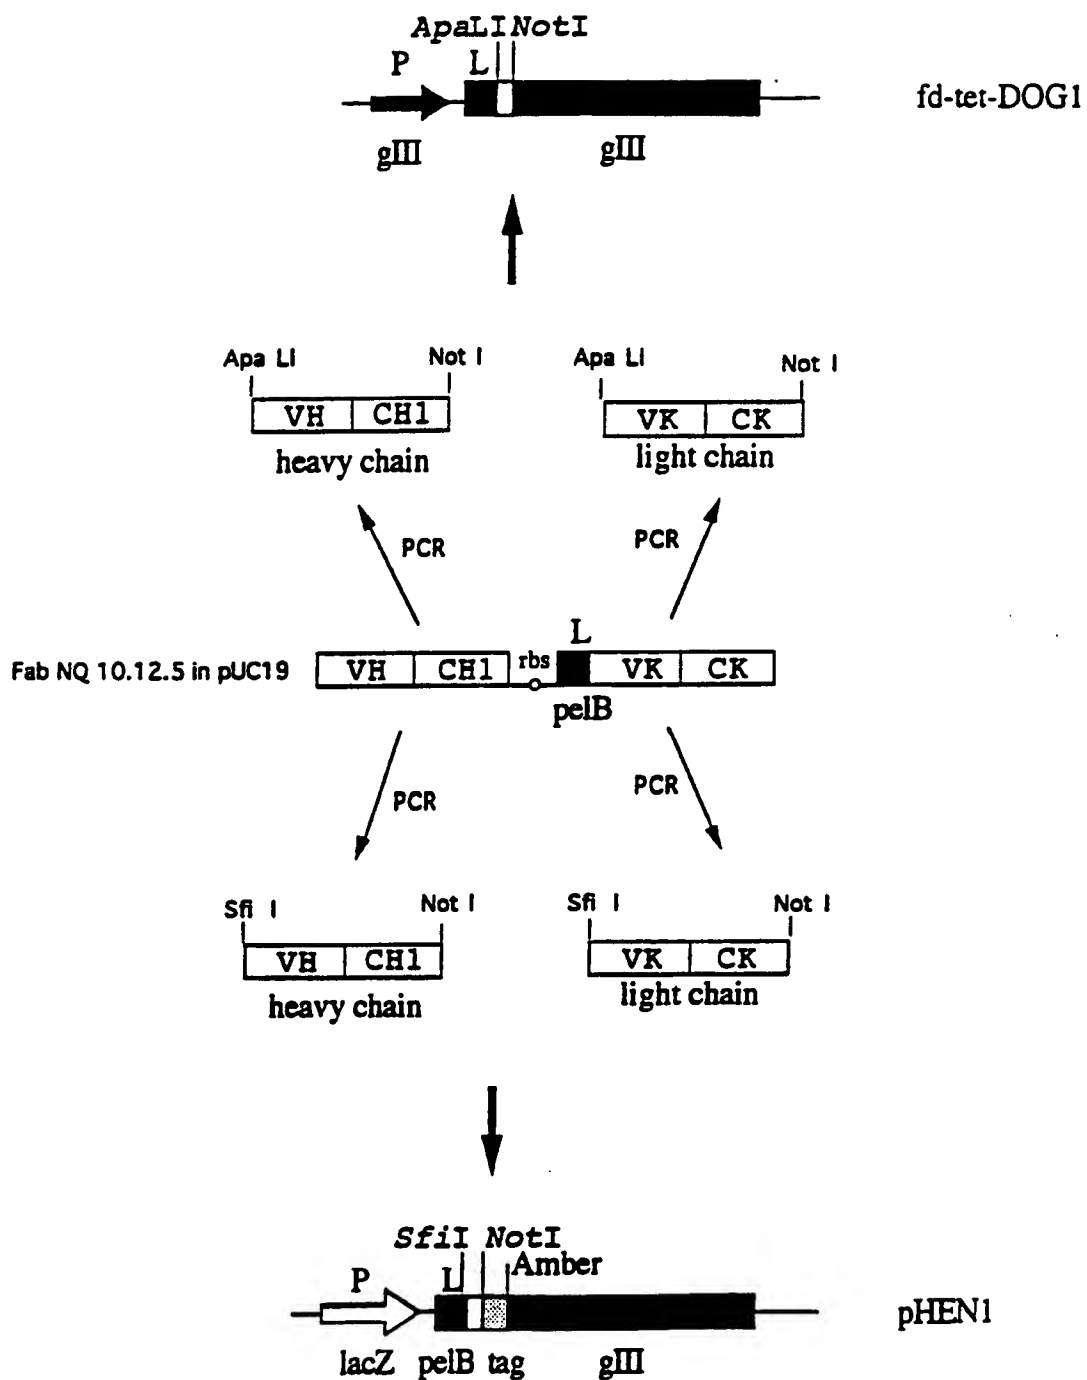 ApaLI NotI
P L
fd-tet-DOG1
gIII gIII
Apa LI Not I Apa LI Not I
VH CH1 VK CK
heavy chain light chain
PCR PCR
L
Fab NQ 10.12.5 in pUC19 VH CH1 rbs VK CK
pelB
PCR PCR
Sfi I Not I Sfi I Not I
VH CH1 VK CK
heavy chain light chain
SfiI NotI
P L Amber
pHEN1
lacZ pelB tag gIII